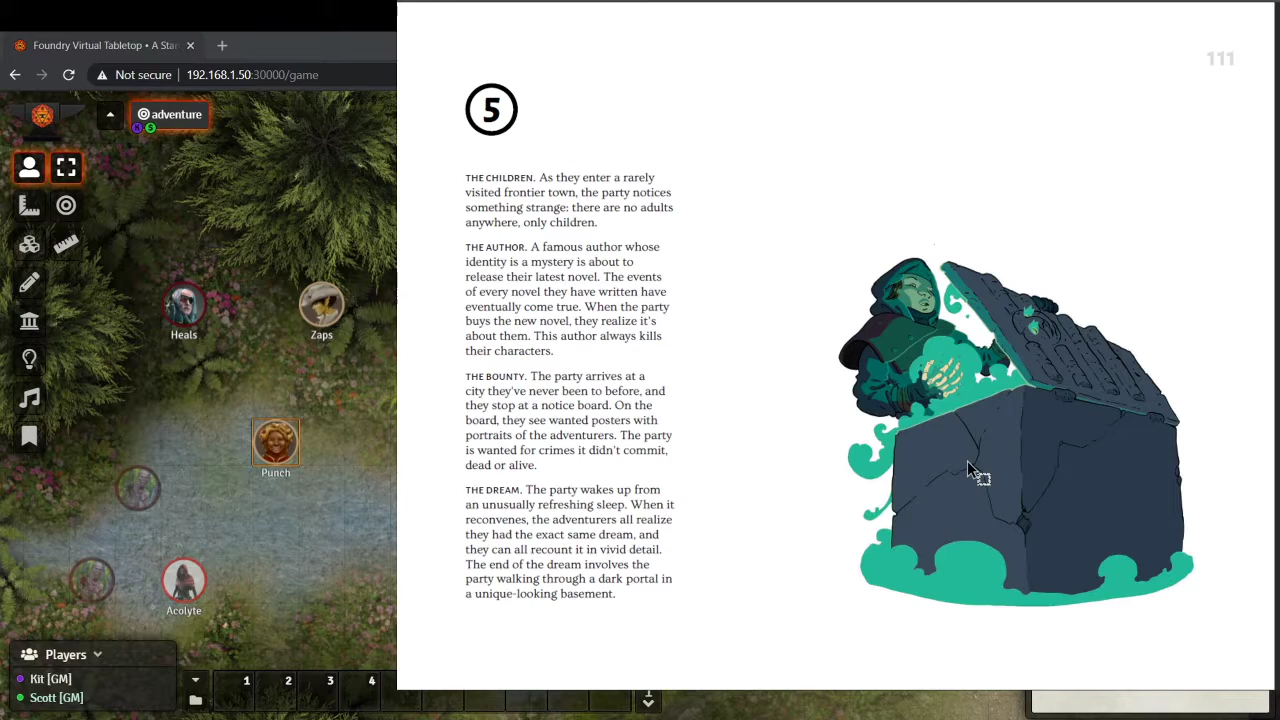 Foundry Virtual Tabletop • A Sta
Not secure
192.168.1.50:30000/game
adventure
K
S
Heals
Zaps
Punch
Acolyte
Players
Kit [GM]
Scott [GM]
1
2
3
4
1
111
5
THE CHILDREN. As they enter a rarely
visited frontier town, the party notices
something strange: there are no adults
anywhere, only children.
THE AUTHOR. A famous author whose
identity is a mystery is about to
release their latest novel. The events
of every novel they have written have
eventually come true. When the party
buys the new novel, they realize it's
about them. This author always kills
their characters.
THE BOUNTY. The party arrives at a
city they've never been to before, and
they stop at a notice board. On the
board, they see wanted posters with
portraits of the adventurers. The party
is wanted for crimes it didn't commit,
dead or alive.
THE DREAM. The party wakes up from
an unusually refreshing sleep. When it
reconvenes, the adventurers all realize
they had the exact same dream, and
they can all recount it in vivid detail.
The end of the dream involves the
party walking through a dark portal in
a unique-looking basement.